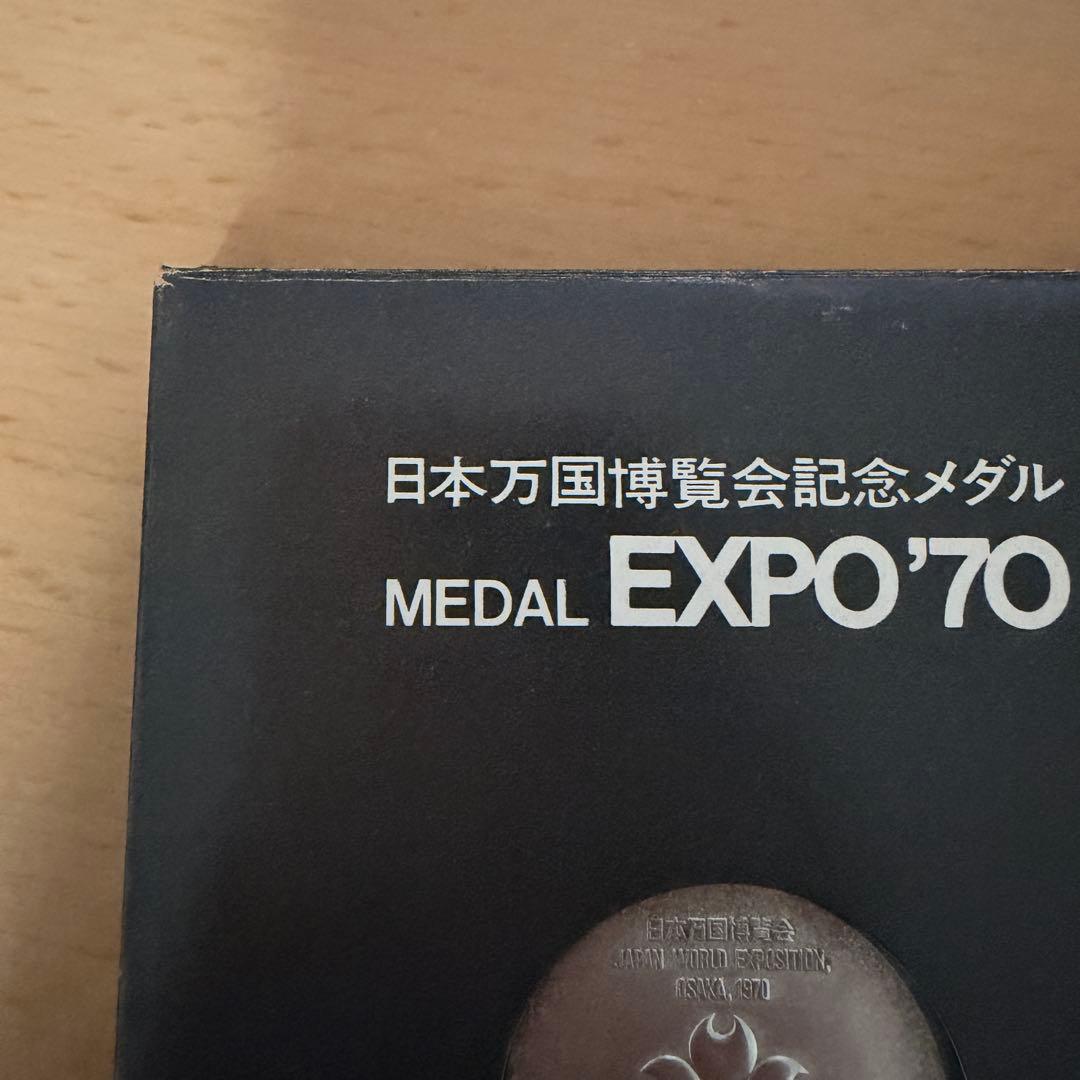 日本万国博覧会記念メダル
MEDAL EXPO'70
日本万国博覧会
JAPAN WORLD EXPOSITION,
OSAKA, 1970